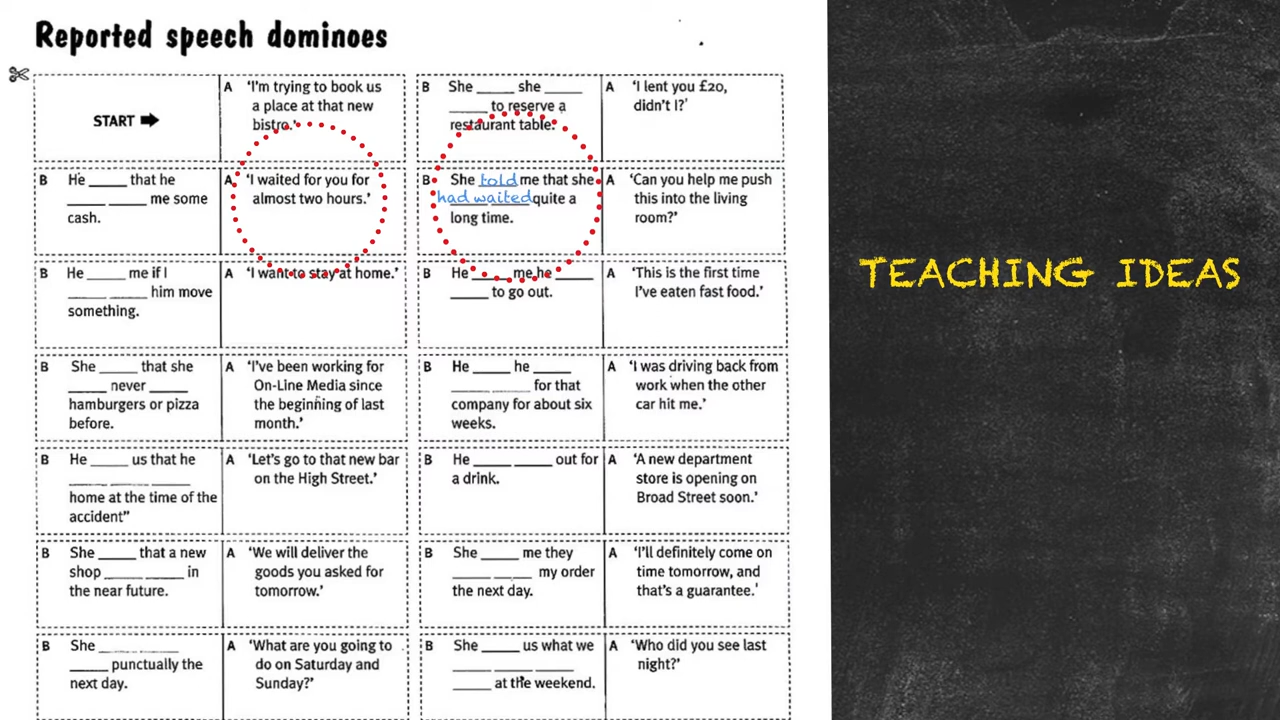 Reported speech dominoes
START
A 'I'm trying to book us
a place at that new
bistro.'
B She _____ she _____
_____ to reserve a
restaurant table.
A 'I lent you £20,
didn't I?'
B He _____ that he
_____ _____ me some
cash.
A 'I waited for you for
almost two hours.'
B She told me that she
had waited quite a
long time.
A 'Can you help me push
this into the living
room?'
B He _____ me if I
_____ _____ him move
something.
A 'I want to stay at home.'
B He _____ me he _____
_____ to go out.
A 'This is the first time
I've eaten fast food.'
B She _____ that she
_____ never _____
hamburgers or pizza
before.
A 'I've been working for
On-Line Media since
the beginning of last
month.'
B He _____ he _____
_____ _____ for that
company for about six
weeks.
A 'I was driving back from
work when the other
car hit me.'
B He _____ us that he
_____ _____ _____
home at the time of the
accident"
A 'Let's go to that new bar
on the High Street.'
B He _____ _____ out for
a drink.
A 'A new department
store is opening on
Broad Street soon.'
B She _____ that a new
shop _____ _____ in
the near future.
A 'We will deliver the
goods you asked for
tomorrow.'
B She _____ me they
_____ _____ my order
the next day.
A 'I'll definitely come on
time tomorrow, and
that's a guarantee.'
B She _____ _____
_____ punctually the
next day.
A 'What are you going to
do on Saturday and
Sunday?'
B She _____ us what we
_____ _____ _____
_____ at the weekend.
A 'Who did you see last
night?'
TEACHING IDEAS